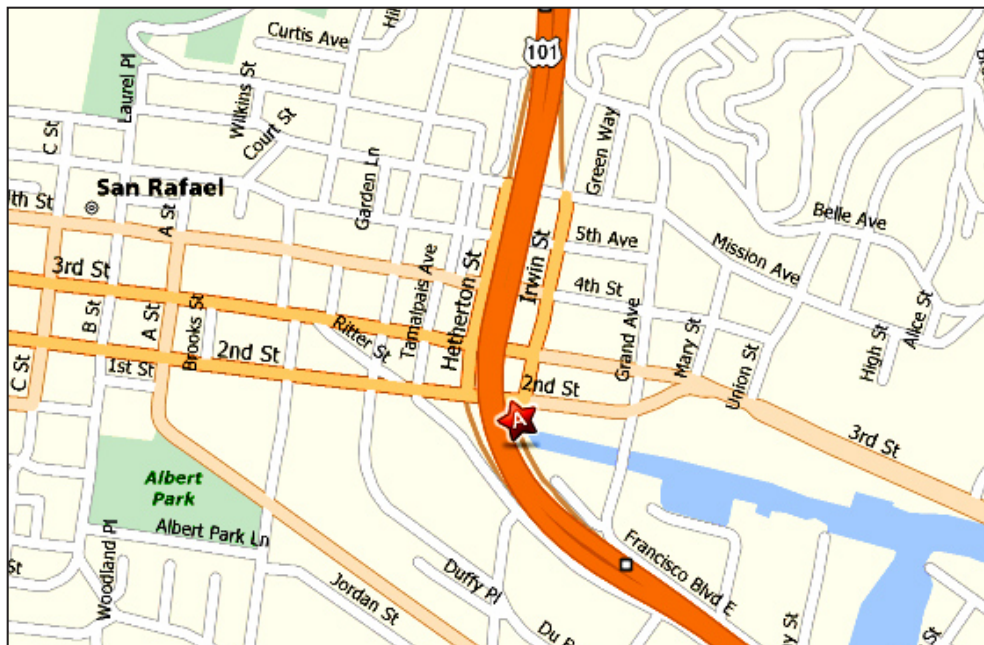 Curtis Ave
101
Laurel Pl
Wilkins St
C St
Court St
Green Way
Garden Ln
San Rafael
A St
Belle Ave
5th Ave
Mission Ave
Irwin St
3rd St
Tamalpais Ave
Hetherton St
4th St
B St
A St
Brooks St
Ritter St
Grand Ave
Mary St
Alice St
High St
2nd St
1st St
C St
2nd St
Union St
A
3rd St
Albert
Park
Albert Park Ln
Woodland Pl
Francisco Blvd E
Duffy Pl
Jordan St
St
St